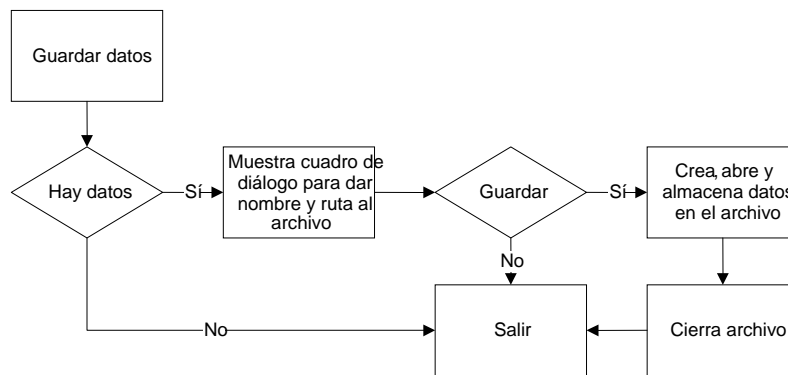 Guardar datos
Hay datos
Sí
Muestra cuadro de
diálogo para dar
nombre y ruta al
archivo
Guardar
Sí
Crea, abre y
almacena datos
en el archivo
No
No
Salir
Cierra archivo